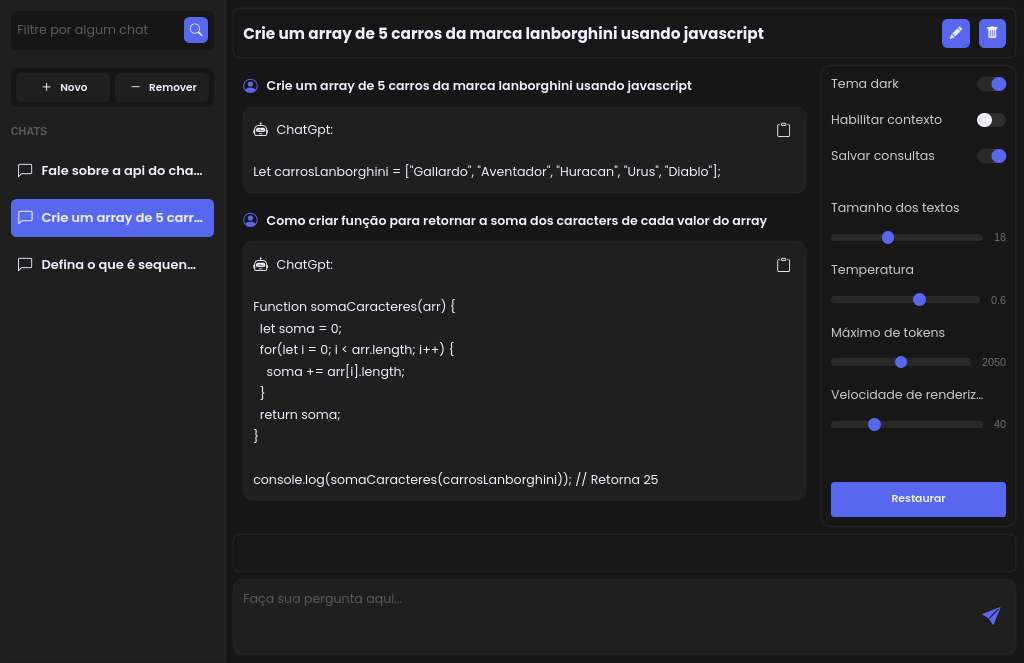 Filtre por algum chat
Novo
Remover
CHATS
Fale sobre a api do cha...
Crie um array de 5 carr...
Defina o que é sequen...
Crie um array de 5 carros da marca lanborghini usando javascript
Crie um array de 5 carros da marca lanborghini usando javascript
ChatGpt:
Let carrosLanborghini = ["Gallardo", "Aventador", "Huracan", "Urus", "Diablo"];
Como criar função para retornar a soma dos caracters de cada valor do array
ChatGpt:
Function somaCaracteres(arr) {
let soma = 0;
for(let i = 0; i < arr.length; i++) {
soma += arr[i].length;
}
return soma;
}
console.log(somaCaracteres(carrosLanborghini)); // Retorna 25
Tema dark
Habilitar contexto
Salvar consultas
Tamanho dos textos
18
Temperatura
0.6
Máximo de tokens
2050
Velocidade de renderiz...
40
Restaurar
Faça sua pergunta aqui...